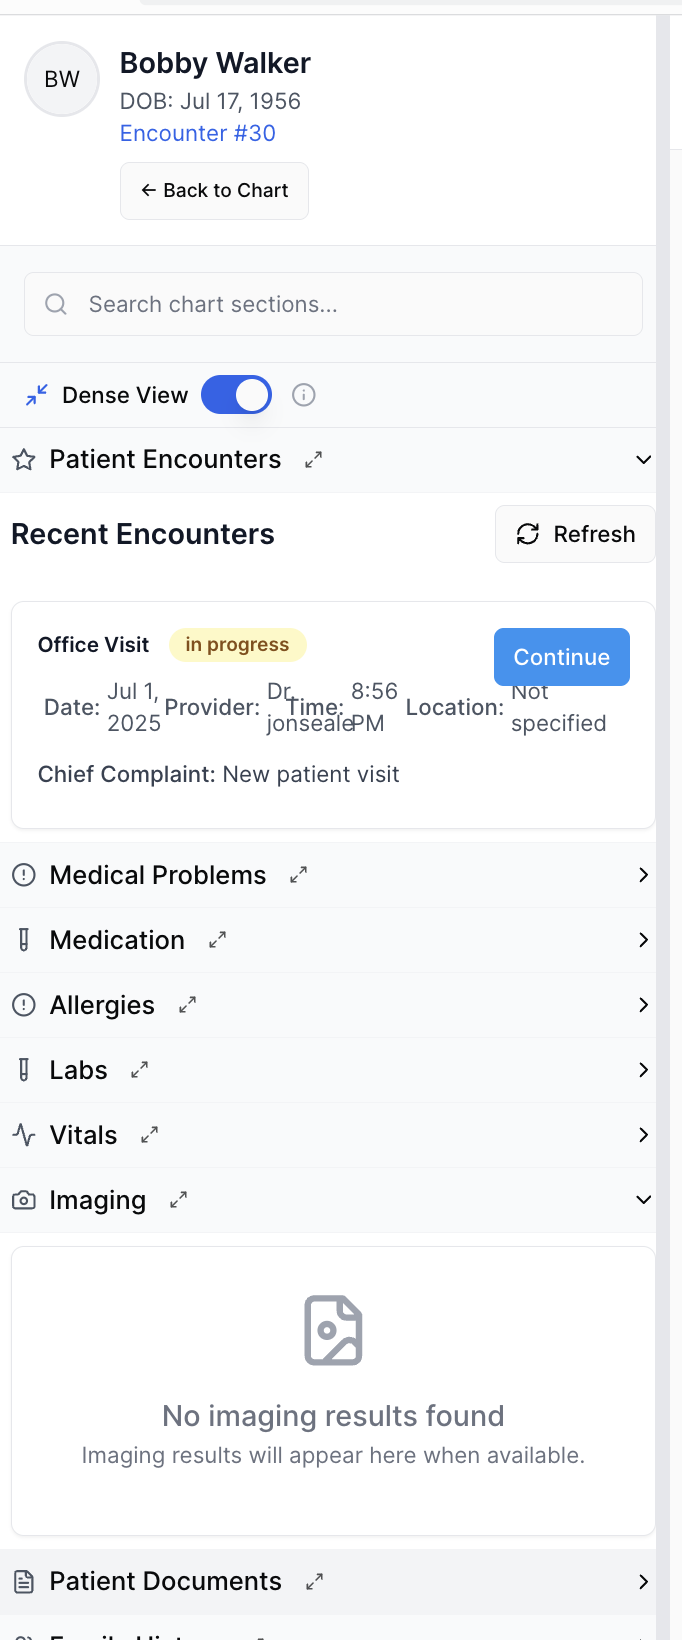 BW
Bobby Walker
DOB: Jul 17, 1956
Encounter #30
← Back to Chart
Search chart sections...
Dense View
Patient Encounters
Recent Encounters
Refresh
Office Visit in progress
Continue
Date: Jul 1, 2025 Provider: Dr. jonseale Time: 8:56 PM Location: Not specified
Chief Complaint: New patient visit
Medical Problems
Medication
Allergies
Labs
Vitals
Imaging
No imaging results found
Imaging results will appear here when available.
Patient Documents